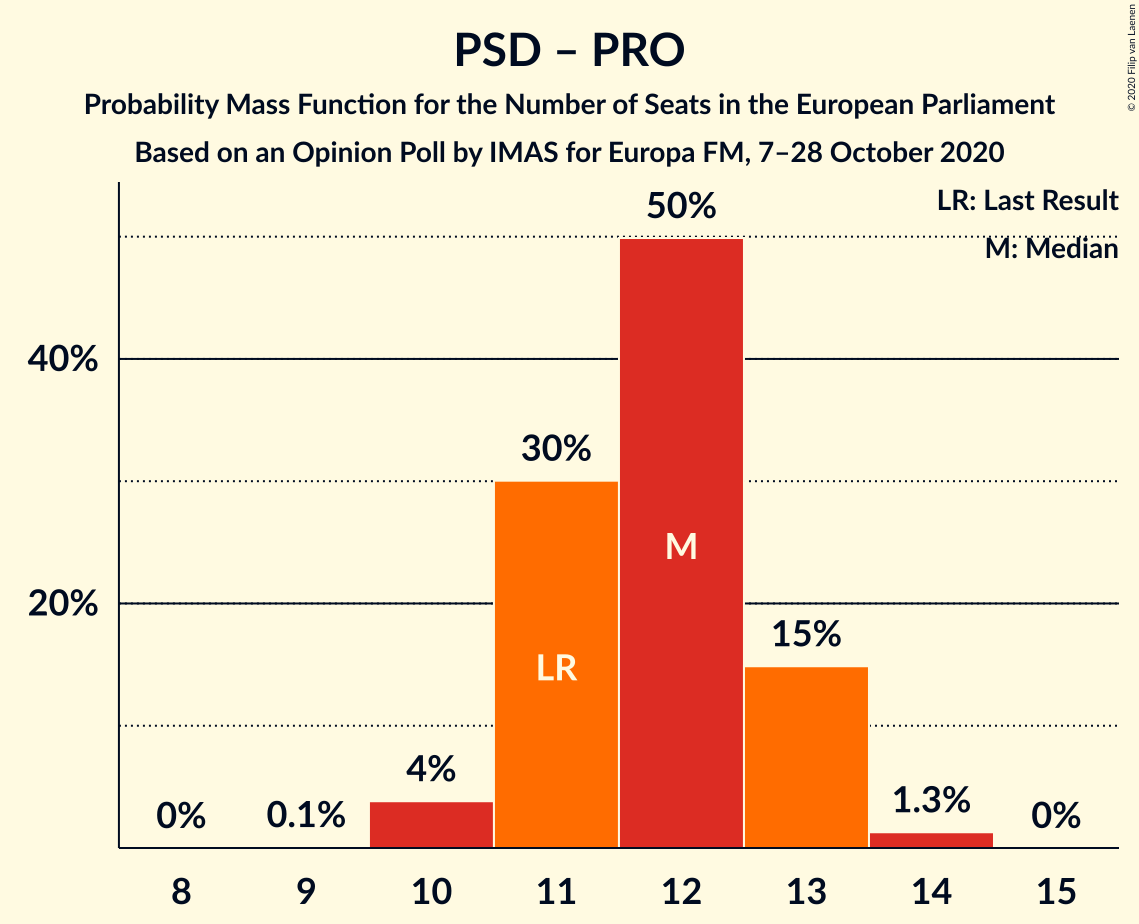 PSD – PRO
Probability Mass Function for the Number of Seats in the European Parliament
Based on an Opinion Poll by IMAS for Europa FM, 7–28 October 2020
© 2020 Filip van Laenen
LR: Last Result
M: Median
50%
40%
30%
M
20%
15%
LR
4%
1.3%
0%
0.1%
0%
8
9
10
11
12
13
14
15